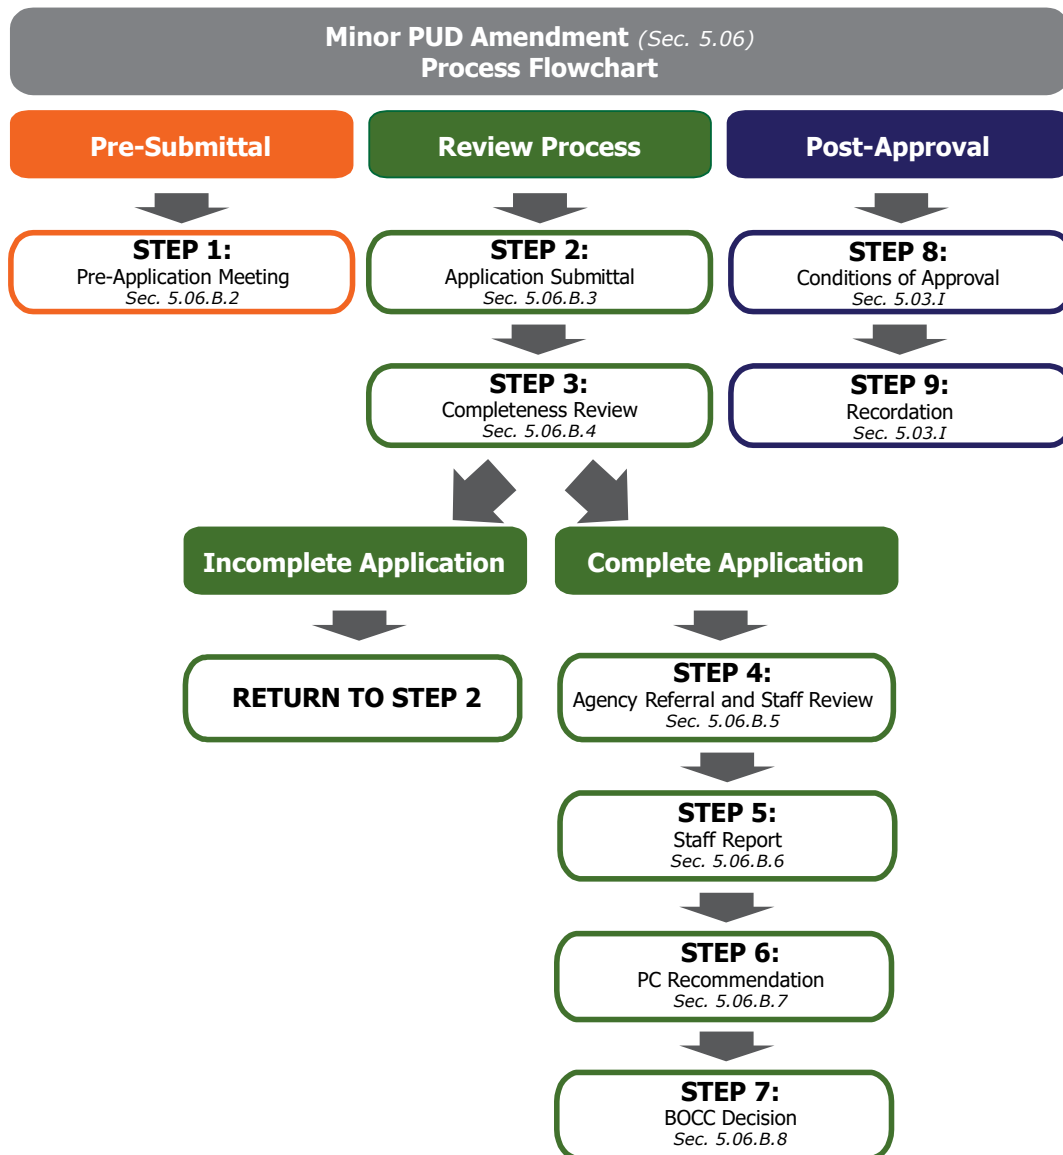 Minor PUD Amendment (Sec. 5.06)
Process Flowchart
Pre-Submittal
Review Process
Post-Approval
STEP 1:
Pre-Application Meeting
Sec. 5.06.B.2
STEP 2:
Application Submittal
Sec. 5.06.B.3
STEP 8:
Conditions of Approval
Sec. 5.03.I
STEP 3:
Completeness Review
Sec. 5.06.B.4
STEP 9:
Recordation
Sec. 5.03.I
Incomplete Application
Complete Application
RETURN TO STEP 2
STEP 4:
Agency Referral and Staff Review
Sec. 5.06.B.5
STEP 5:
Staff Report
Sec. 5.06.B.6
STEP 6:
PC Recommendation
Sec. 5.06.B.7
STEP 7:
BOCC Decision
Sec. 5.06.B.8